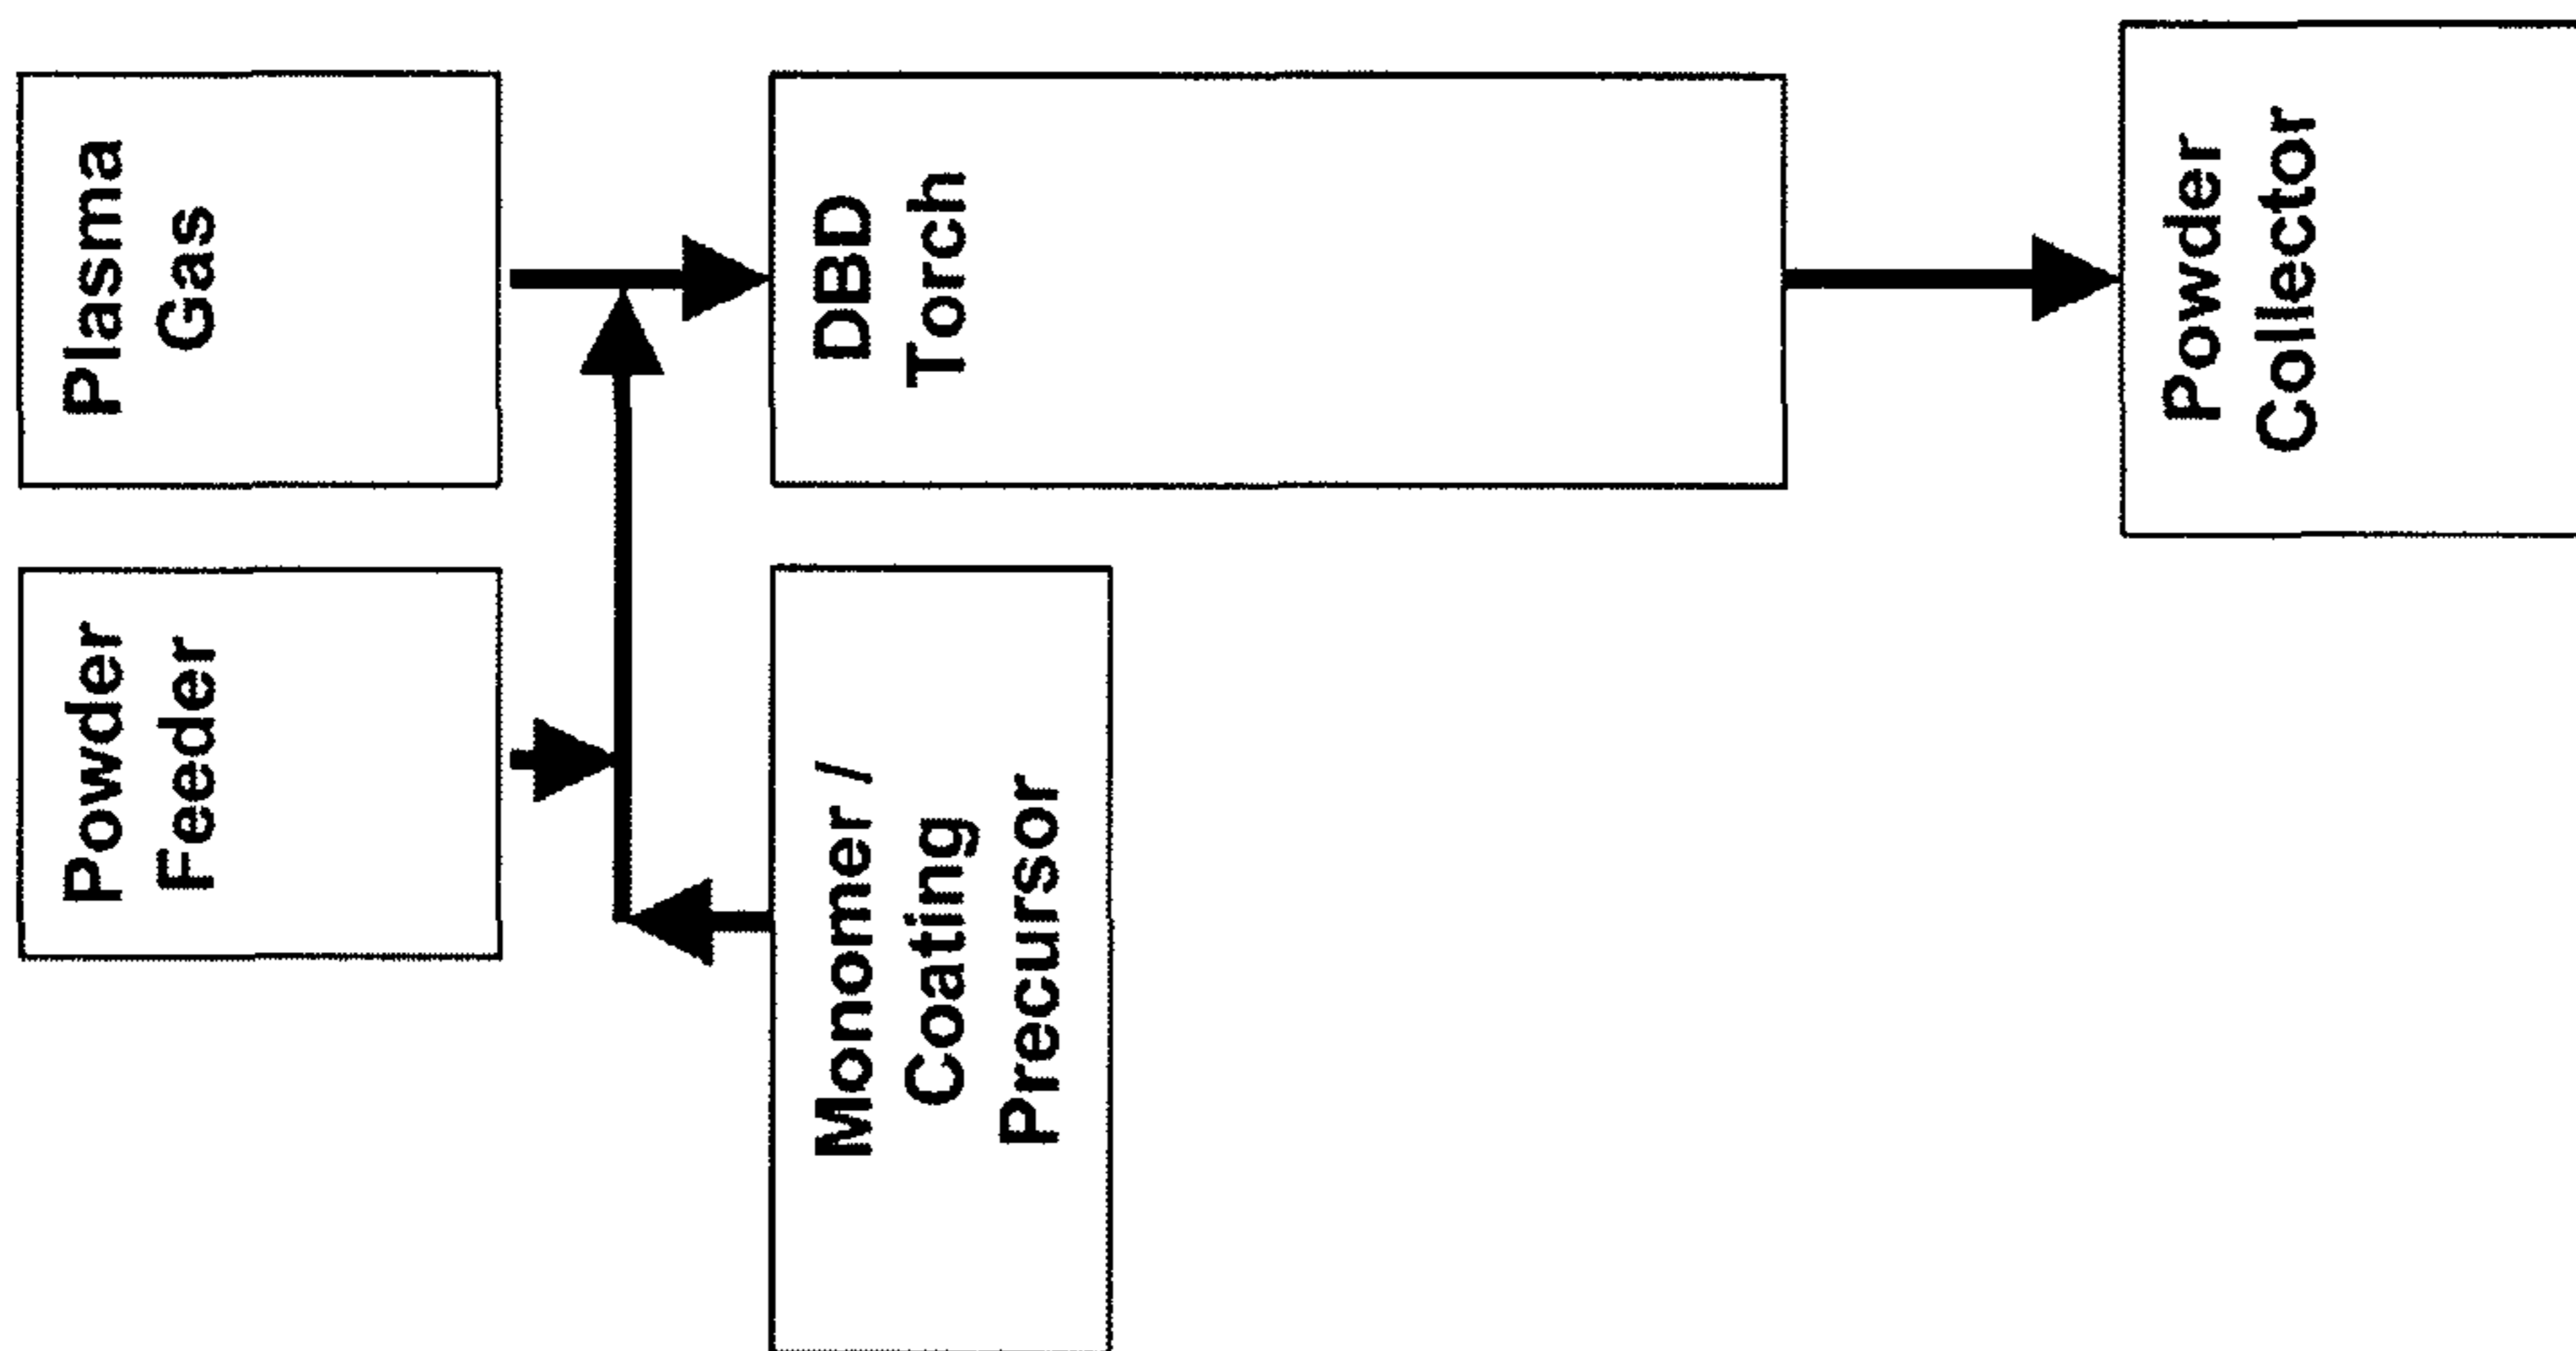 Plasma
Gas
Powder
Feeder
DBD
Torch
Monomer /
Coating
Precursor
Powder
Collector